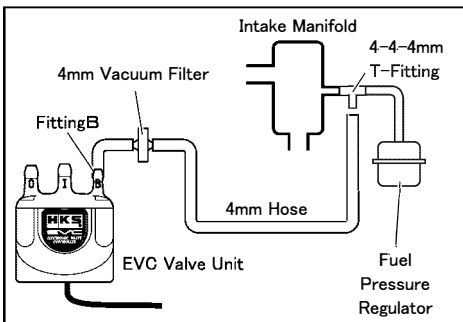 Intake Manifold
4-4-4mm
T-Fitting
4mm Vacuum Filter
FittingB
O I B
HKS
EVC
4mm Hose
EVC Valve Unit
Fuel
Pressure
Regulator